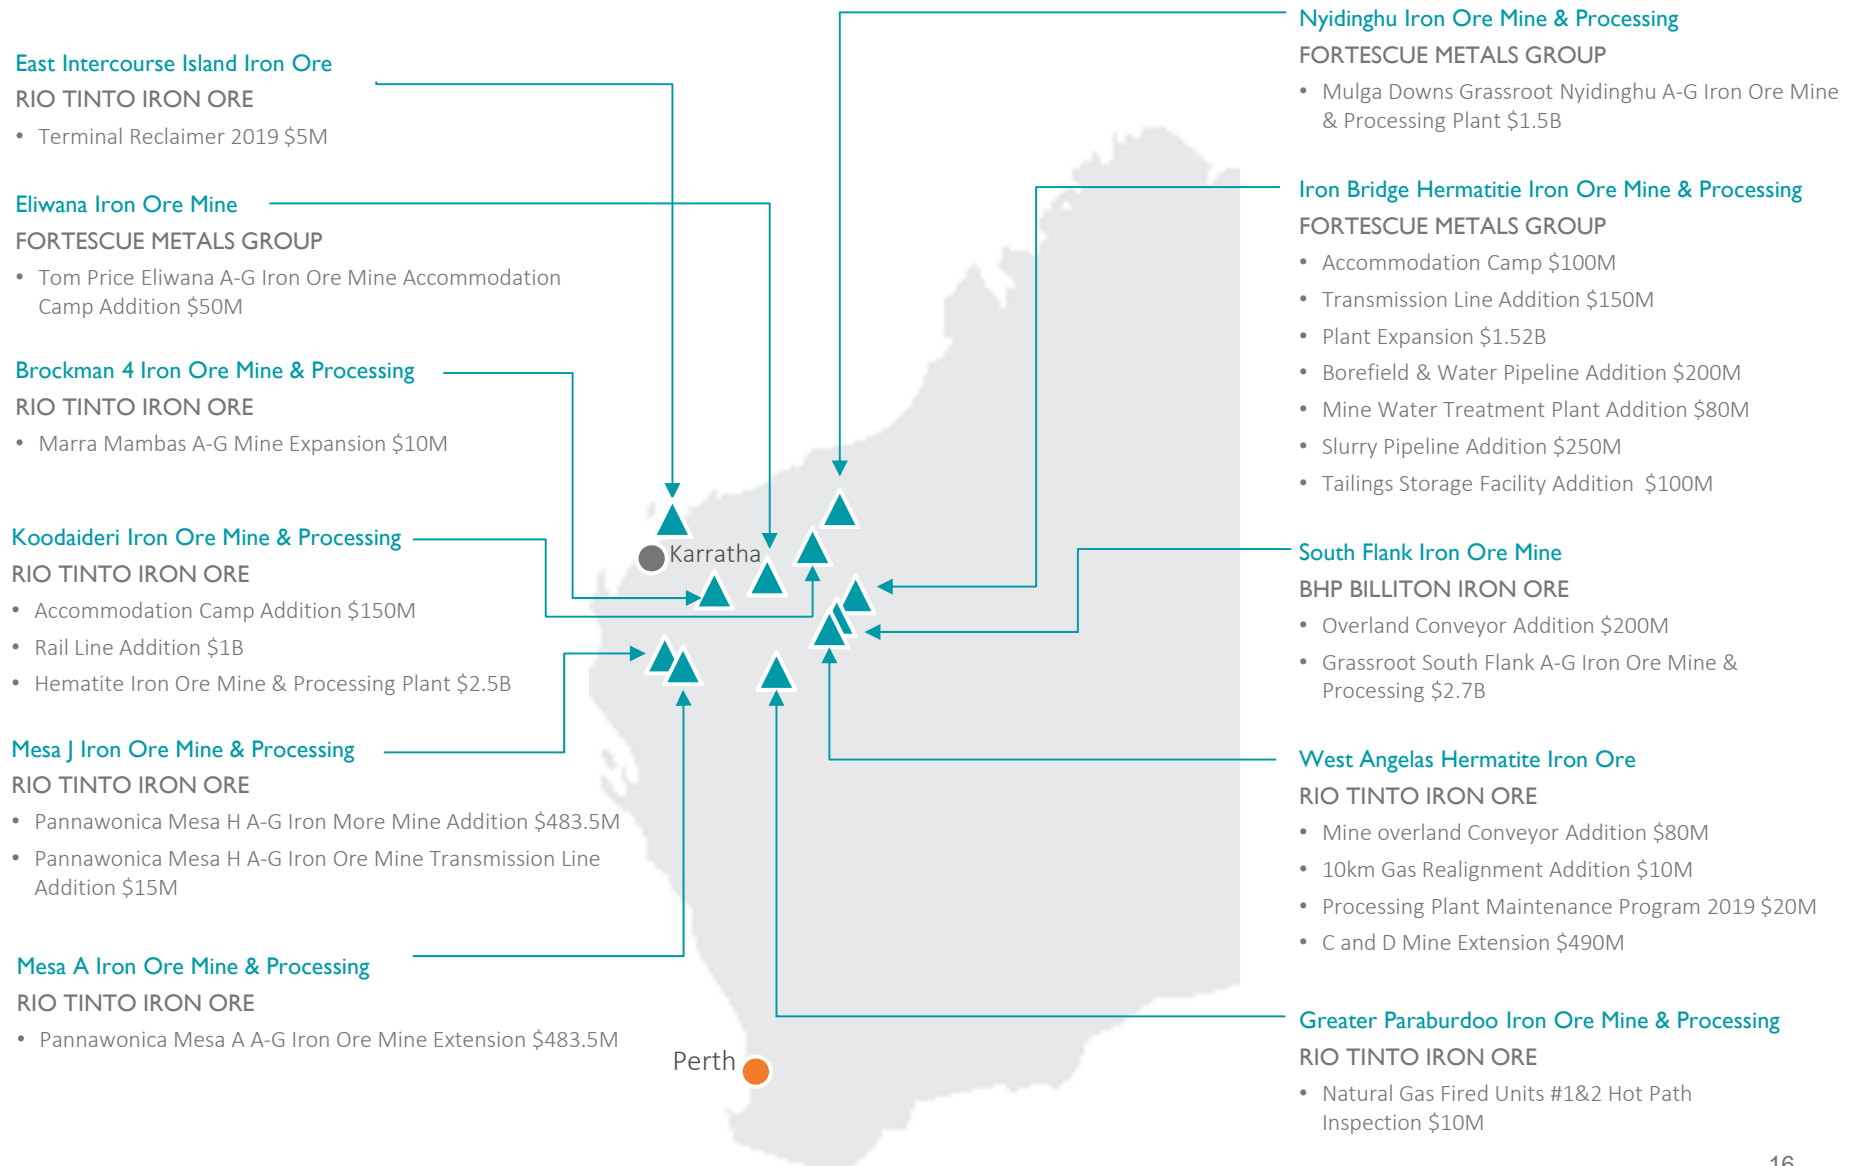 East Intercourse Island Iron Ore
RIO TINTO IRON ORE
• Terminal Reclaimer 2019 $5M
Eliwana Iron Ore Mine
FORTESCUE METALS GROUP
• Tom Price Eliwana A-G Iron Ore Mine Accommodation
Camp Addition $50M
Brockman 4 Iron Ore Mine & Processing
RIO TINTO IRON ORE
• Marra Mambas A-G Mine Expansion $10M
Koodaideri Iron Ore Mine & Processing
RIO TINTO IRON ORE
• Accommodation Camp Addition $150M
• Rail Line Addition $1B
• Hematite Iron Ore Mine & Processing Plant $2.5B
Mesa J Iron Ore Mine & Processing
RIO TINTO IRON ORE
• Pannawonica Mesa H A-G Iron More Mine Addition $483.5M
• Pannawonica Mesa H A-G Iron Ore Mine Transmission Line
Addition $15M
Mesa A Iron Ore Mine & Processing
RIO TINTO IRON ORE
• Pannawonica Mesa A A-G Iron Ore Mine Extension $483.5M
Karratha
Perth
Nyidinghu Iron Ore Mine & Processing
FORTESCUE METALS GROUP
• Mulga Downs Grassroot Nyidinghu A-G Iron Ore Mine
& Processing Plant $1.5B
Iron Bridge Hermatitie Iron Ore Mine & Processing
FORTESCUE METALS GROUP
• Accommodation Camp $100M
• Transmission Line Addition $150M
• Plant Expansion $1.52B
• Borefield & Water Pipeline Addition $200M
• Mine Water Treatment Plant Addition $80M
• Slurry Pipeline Addition $250M
• Tailings Storage Facility Addition $100M
South Flank Iron Ore Mine
BHP BILLITON IRON ORE
• Overland Conveyor Addition $200M
• Grassroot South Flank A-G Iron Ore Mine &
Processing $2.7B
West Angelas Hermatite Iron Ore
RIO TINTO IRON ORE
• Mine overland Conveyor Addition $80M
• 10km Gas Realignment Addition $10M
• Processing Plant Maintenance Program 2019 $20M
• C and D Mine Extension $490M
Greater Paraburdoo Iron Ore Mine & Processing
RIO TINTO IRON ORE
• Natural Gas Fired Units #1&2 Hot Path
Inspection $10M
16